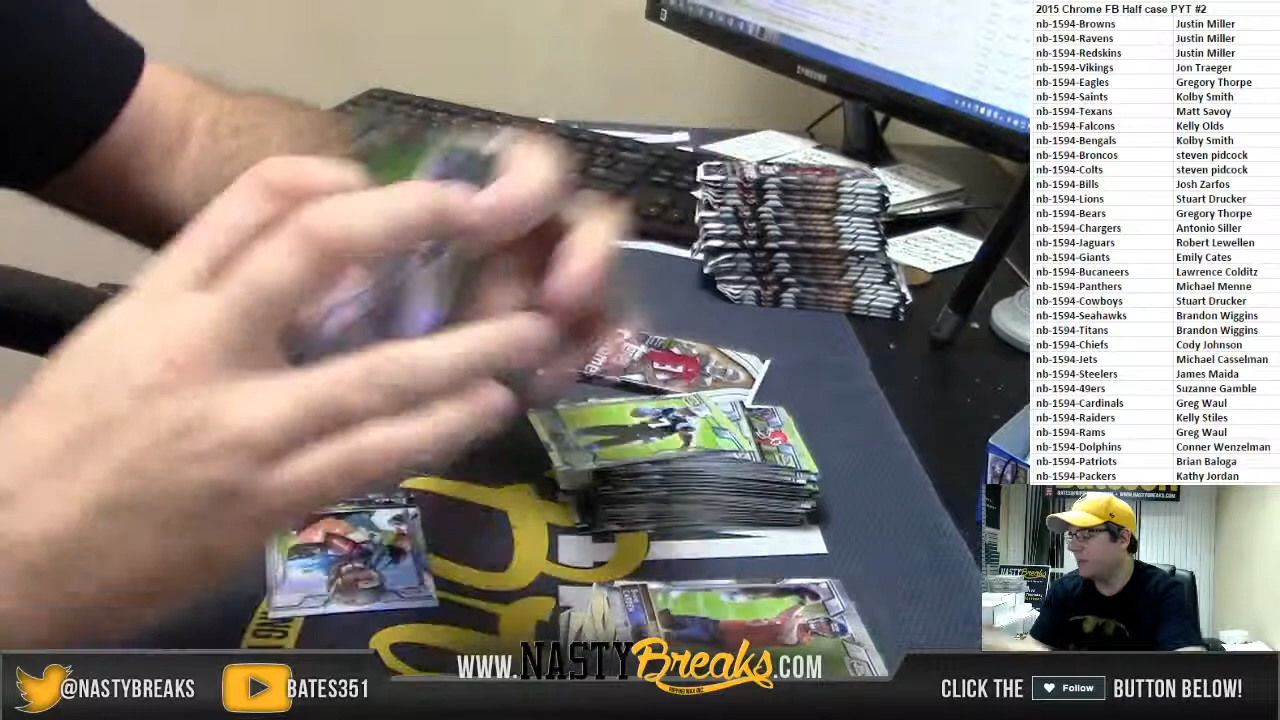 2015 Chrome FB Half case PYT #2
nb-1594-Browns Justin Miller
nb-1594-Ravens Justin Miller
nb-1594-Redskins Justin Miller
nb-1594-Vikings Jon Traeger
nb-1594-Eagles Gregory Thorpe
nb-1594-Saints Kolby Smith
nb-1594-Texans Matt Savoy
nb-1594-Falcons Kelly Olds
nb-1594-Bengals Kolby Smith
nb-1594-Broncos steven pidcock
nb-1594-Colts steven pidcock
nb-1594-Bills Josh Zarfos
nb-1594-Lions Stuart Drucker
nb-1594-Bears Gregory Thorpe
nb-1594-Chargers Antonio Siller
nb-1594-Jaguars Robert Lewellen
nb-1594-Giants Emily Cates
nb-1594-Bucaneers Lawrence Colditz
nb-1594-Panthers Michael Menne
nb-1594-Cowboys Stuart Drucker
nb-1594-Seahawks Brandon Wiggins
nb-1594-Titans Brandon Wiggins
nb-1594-Chiefs Cody Johnson
nb-1594-Jets Michael Casselman
nb-1594-Steelers James Maida
nb-1594-49ers Suzanne Gamble
nb-1594-Cardinals Greg Waul
nb-1594-Raiders Kelly Stiles
nb-1594-Rams Greg Waul
nb-1594-Dolphins Conner Wenzelman
nb-1594-Patriots Brian Baloga
nb-1594-Packers Kathy Jordan
SAMSUNG
NASTY Breaks
@NASTYBREAKS
BATES351
WWW.NASTYBreaks.COM
CLICK THE Follow BUTTON BELOW!